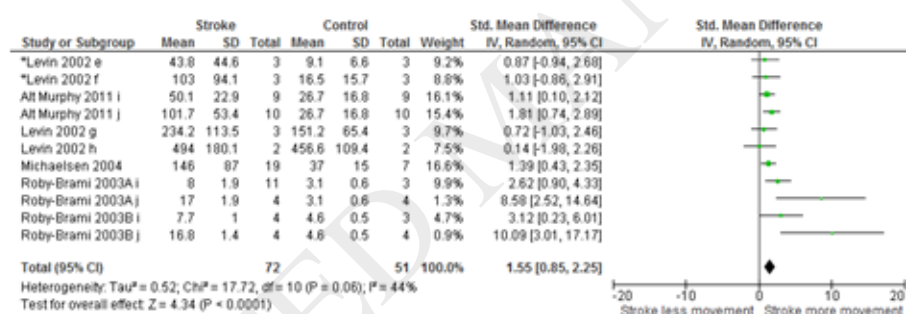 Stroke Control Std. Mean Difference Std. Mean Difference
Study or Subgroup Mean SD Total Mean SD Total Weight IV, Random, 95% CI IV, Random, 95% CI
*Levin 2002 e 43.8 44.6 3 9.1 6.6 3 9.2% 0.87 [-0.94, 2.68]
*Levin 2002 f 103 94.1 3 16.5 15.7 3 8.8% 1.03 [-0.86, 2.91]
Alt Murphy 2011 i 50.1 22.9 9 26.7 16.8 9 16.1% 1.11 [0.10, 2.12]
Alt Murphy 2011 j 101.7 53.4 10 26.7 16.8 10 15.4% 1.81 [0.74, 2.89]
Levin 2002 g 234.2 113.5 3 151.2 65.4 3 9.7% 0.72 [-1.03, 2.46]
Levin 2002 h 494 180.1 2 456.6 109.4 2 7.5% 0.14 [-1.98, 2.26]
Michaelsen 2004 146 87 19 37 15 7 16.6% 1.39 [0.43, 2.35]
Roby-Brami 2003A i 8 1.9 11 3.1 0.6 3 9.9% 2.62 [0.90, 4.33]
Roby-Brami 2003A j 17 1.9 4 3.1 0.6 4 1.3% 8.58 [2.52, 14.64]
Roby-Brami 2003B i 7.7 1 4 4.6 0.5 3 4.7% 3.12 [0.23, 6.01]
Roby-Brami 2003B j 16.8 1.4 4 4.6 0.5 4 0.9% 10.09 [3.01, 17.17]
Total (95% CI) 72 51 100.0% 1.55 [0.85, 2.25]
Heterogeneity: Tau² = 0.52; Chi² = 17.72, df = 10 (P = 0.06); I² = 44%
Test for overall effect: Z = 4.34 (P < 0.0001)
-20 -10 0 10 20
Stroke less movement Stroke more movement